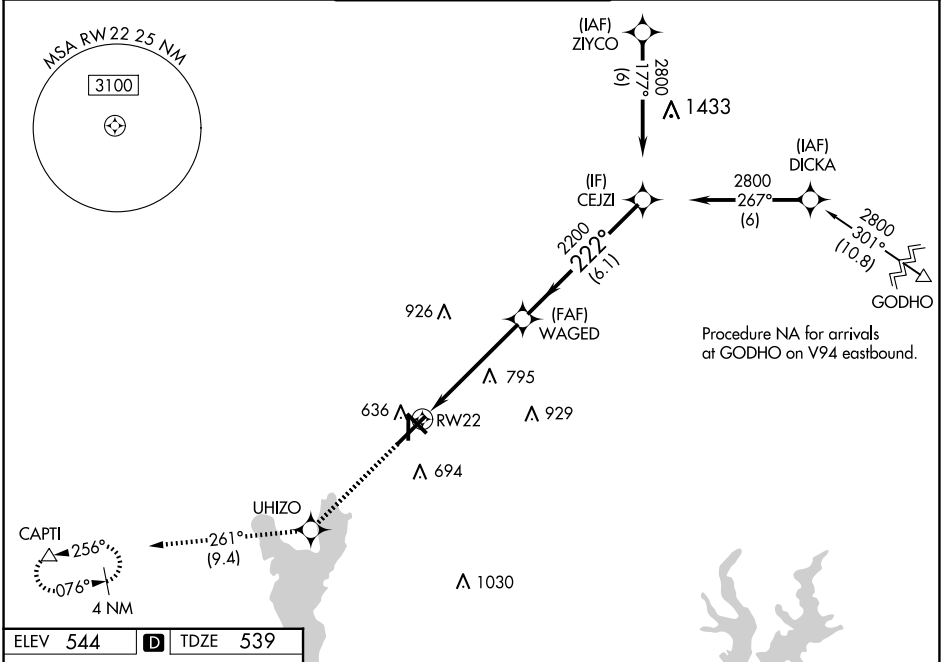 MSA RW22 25 NM
3100
(IAF)
ZIYCO
2800
177°
(6)
1433
(IAF)
DICKA
(IF)
CEJZI
2800
267°
(6)
2800
301°
(10.8)
GODHO
2200
222°
(6.1)
926
(FAF)
WAGED
Procedure NA for arrivals
at GODHO on V94 eastbound.
795
636
RW22
929
694
UHIZO
CAPTI
256°
261°
(9.4)
076°
4 NM
1030
ELEV 544 D TDZE 539